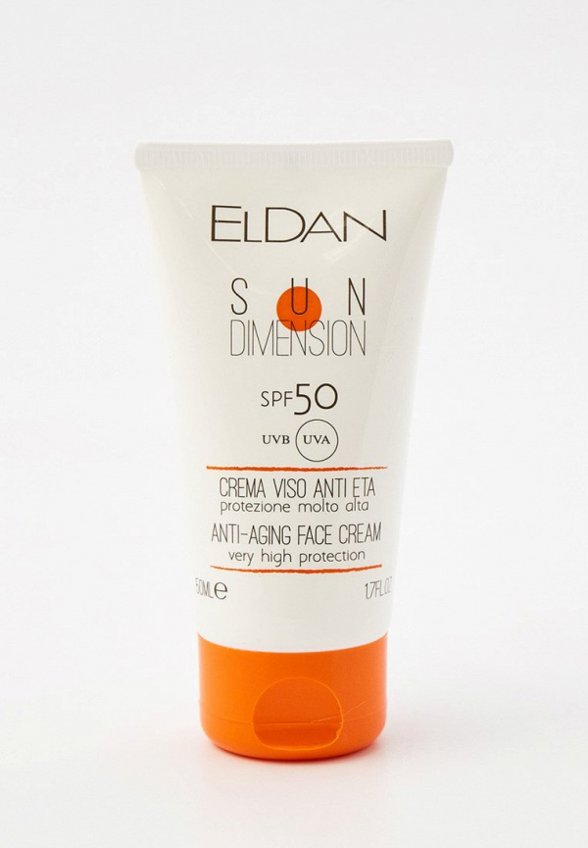 ELDAN
SUN
DIMENSION
SPF50
UVB UVA
CREMA VISO ANTI ETA
protezione molto alta
ANTI-AGING FACE CREAM
very high protection
50ML e 1.7FL.OZ